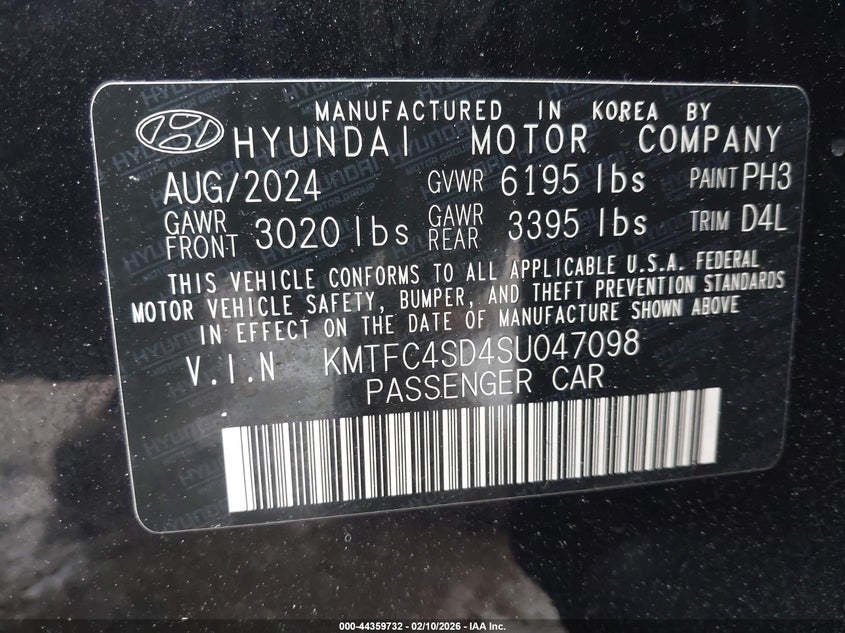 MANUFACTURED IN KOREA BY
HYUNDAI MOTOR COMPANY
AUG/2024 GVWR 6195 lbs PAINT PH3
GAWR FRONT 3020 lbs GAWR REAR 3395 lbs TRIM D4L
THIS VEHICLE CONFORMS TO ALL APPLICABLE U.S.A. FEDERAL
MOTOR VEHICLE SAFETY, BUMPER, AND THEFT PREVENTION STANDARDS
IN EFFECT ON THE DATE OF MANUFACTURE SHOWN ABOVE
V.I.N KMTFC4SD4SU047098
PASSENGER CAR
000-44359732 - 02/10/2026 - IAA Inc.